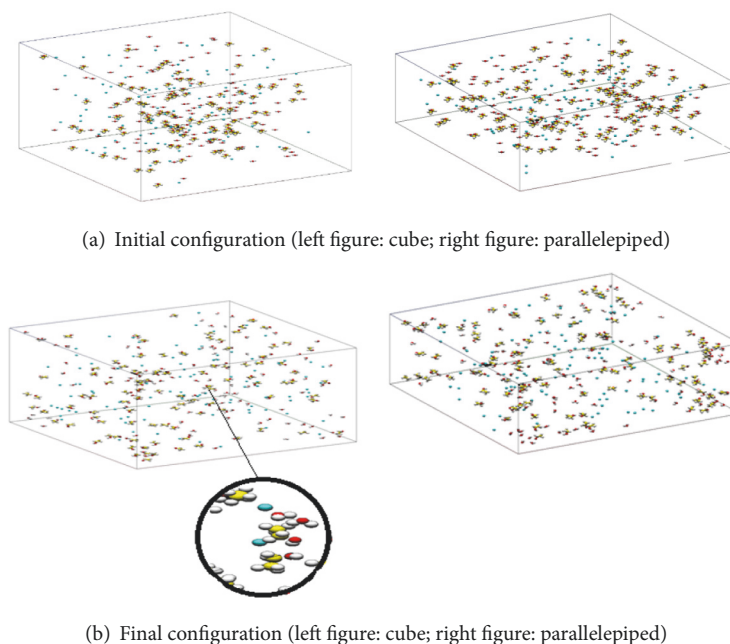 (a) Initial configuration (left figure: cube; right figure: parallelepiped)
(b) Final configuration (left figure: cube; right figure: parallelepiped)